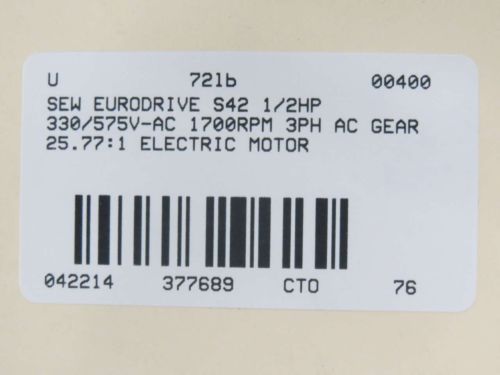 U 72lb 00400
SEW EURODRIVE S42 1/2HP
330/575V-AC 1700RPM 3PH AC GEAR
25.77:1 ELECTRIC MOTOR
042214 377689 CTO 76